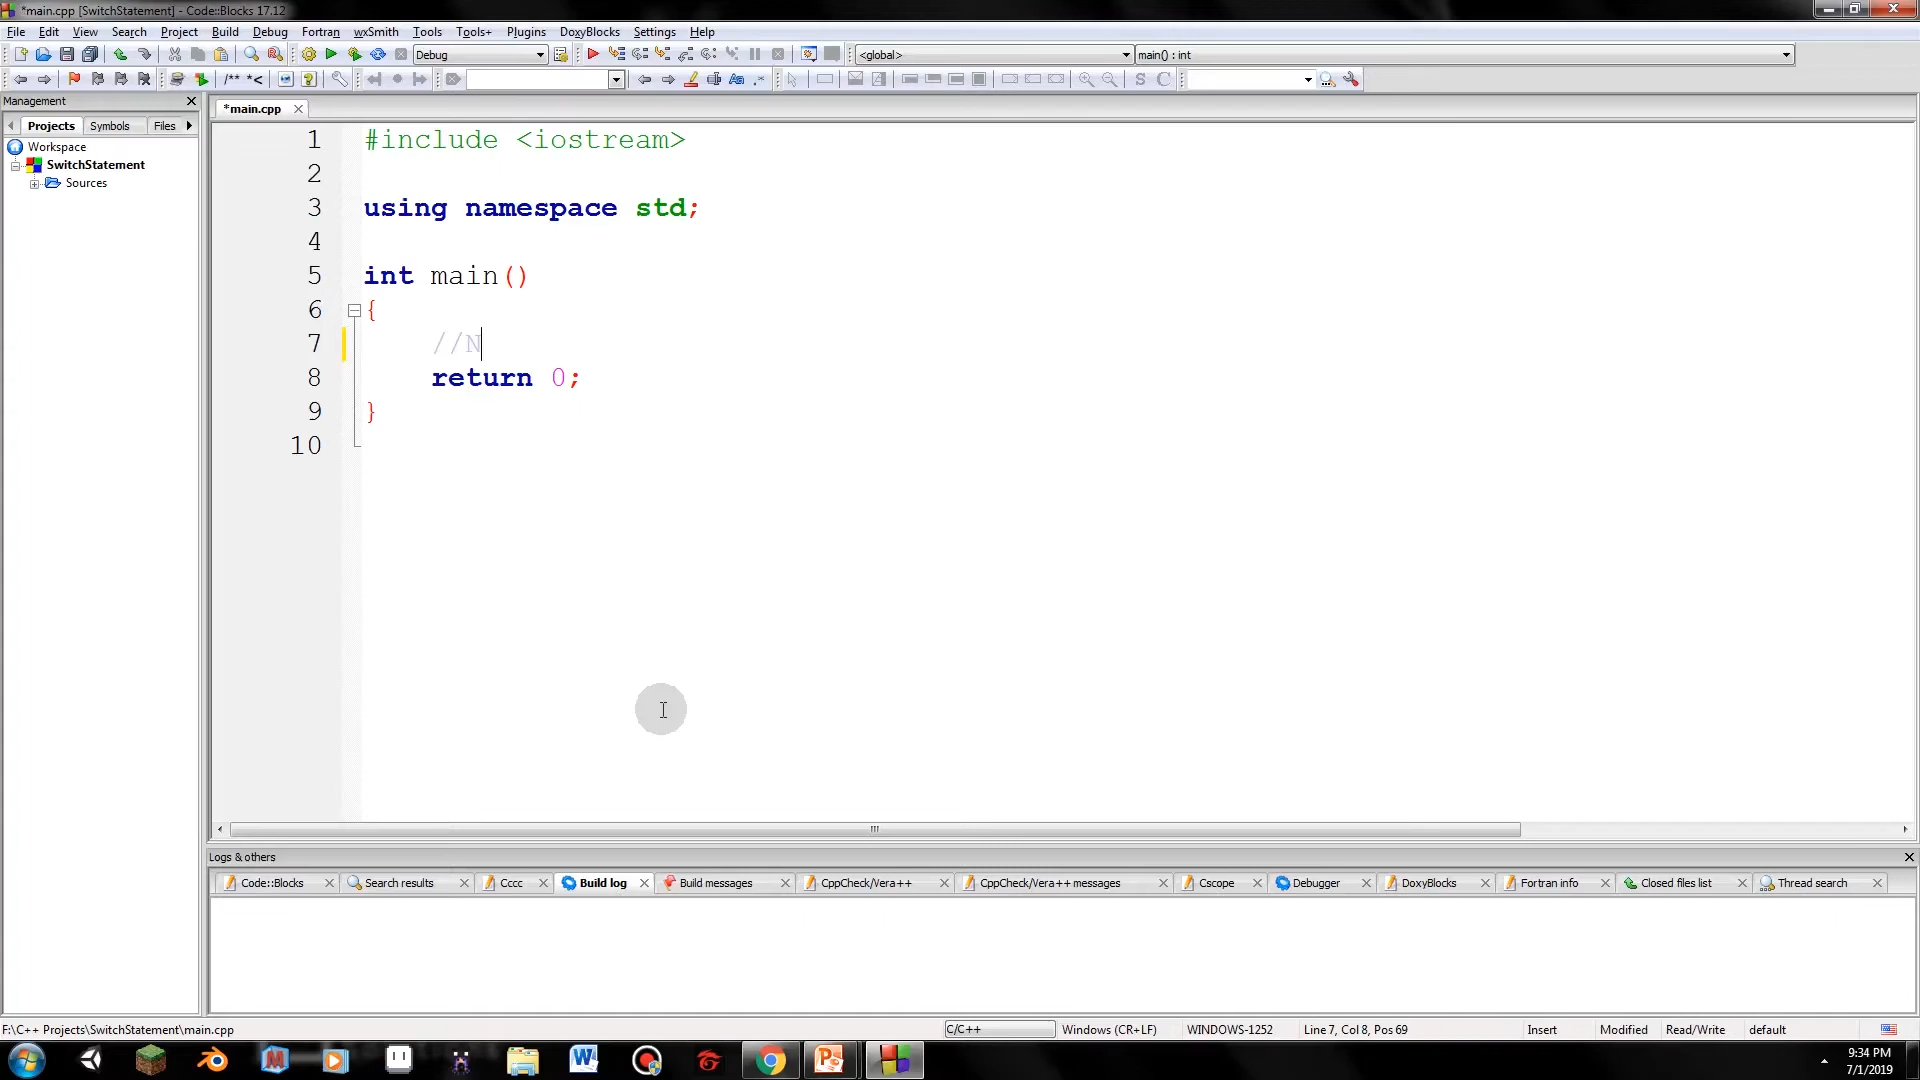 *main.cpp [SwitchStatement] - Code::Blocks 17.12
File Edit View Search Project Build Debug Fortran wxSmith Tools Tools+ Plugins DoxyBlocks Settings Help
Debug <global> main() : int
/** *<
Management
Projects Symbols Files
*main.cpp
Workspace
SwitchStatement
Sources
1 #include <iostream>
2
3 using namespace std;
4
5 int main()
6 {
7 //N
8 return 0;
9 }
10
Logs & others
Code::Blocks Search results Cccc Build log Build messages CppCheck/Vera++ CppCheck/Vera++ messages Cscope Debugger DoxyBlocks Fortran info Closed files list Thread search
F:\C++ Projects\SwitchStatement\main.cpp C/C++ Windows (CR+LF) WINDOWS-1252 Line 7, Col 8, Pos 69 Insert Modified Read/Write default
9:34 PM
7/1/2019